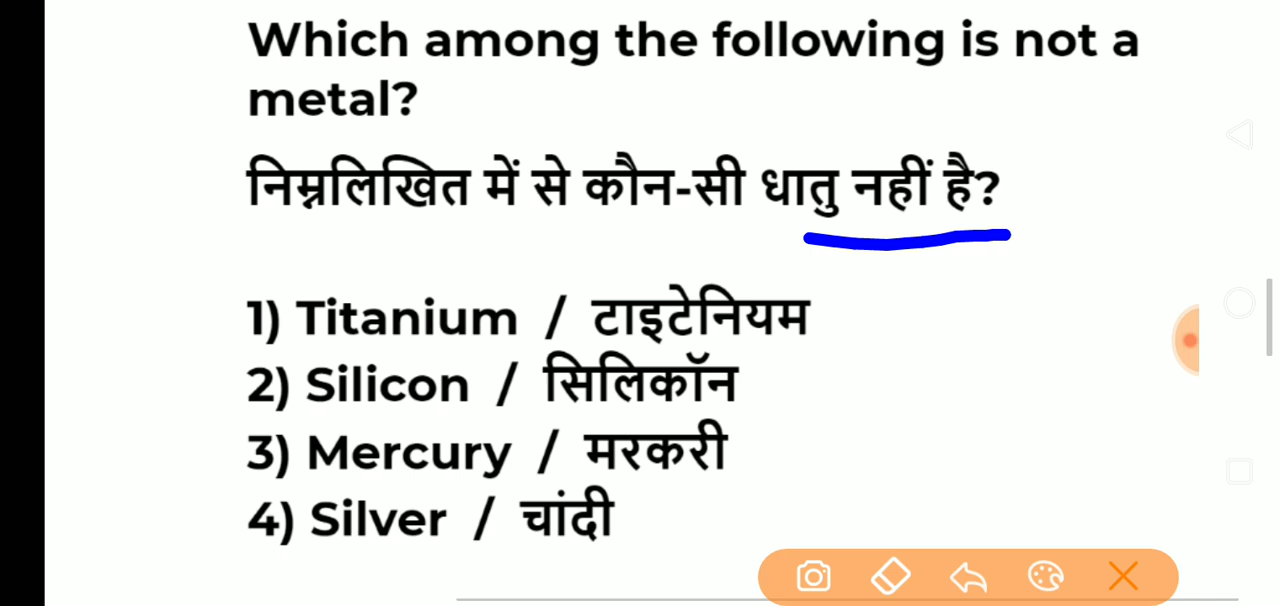 Which among the following is not a
metal?
निम्नलिखित में से कौन-सी धातु नहीं है?
1) Titanium / टाइटेनियम
2) Silicon / सिलिकॉन
3) Mercury / मरकरी
4) Silver / चांदी